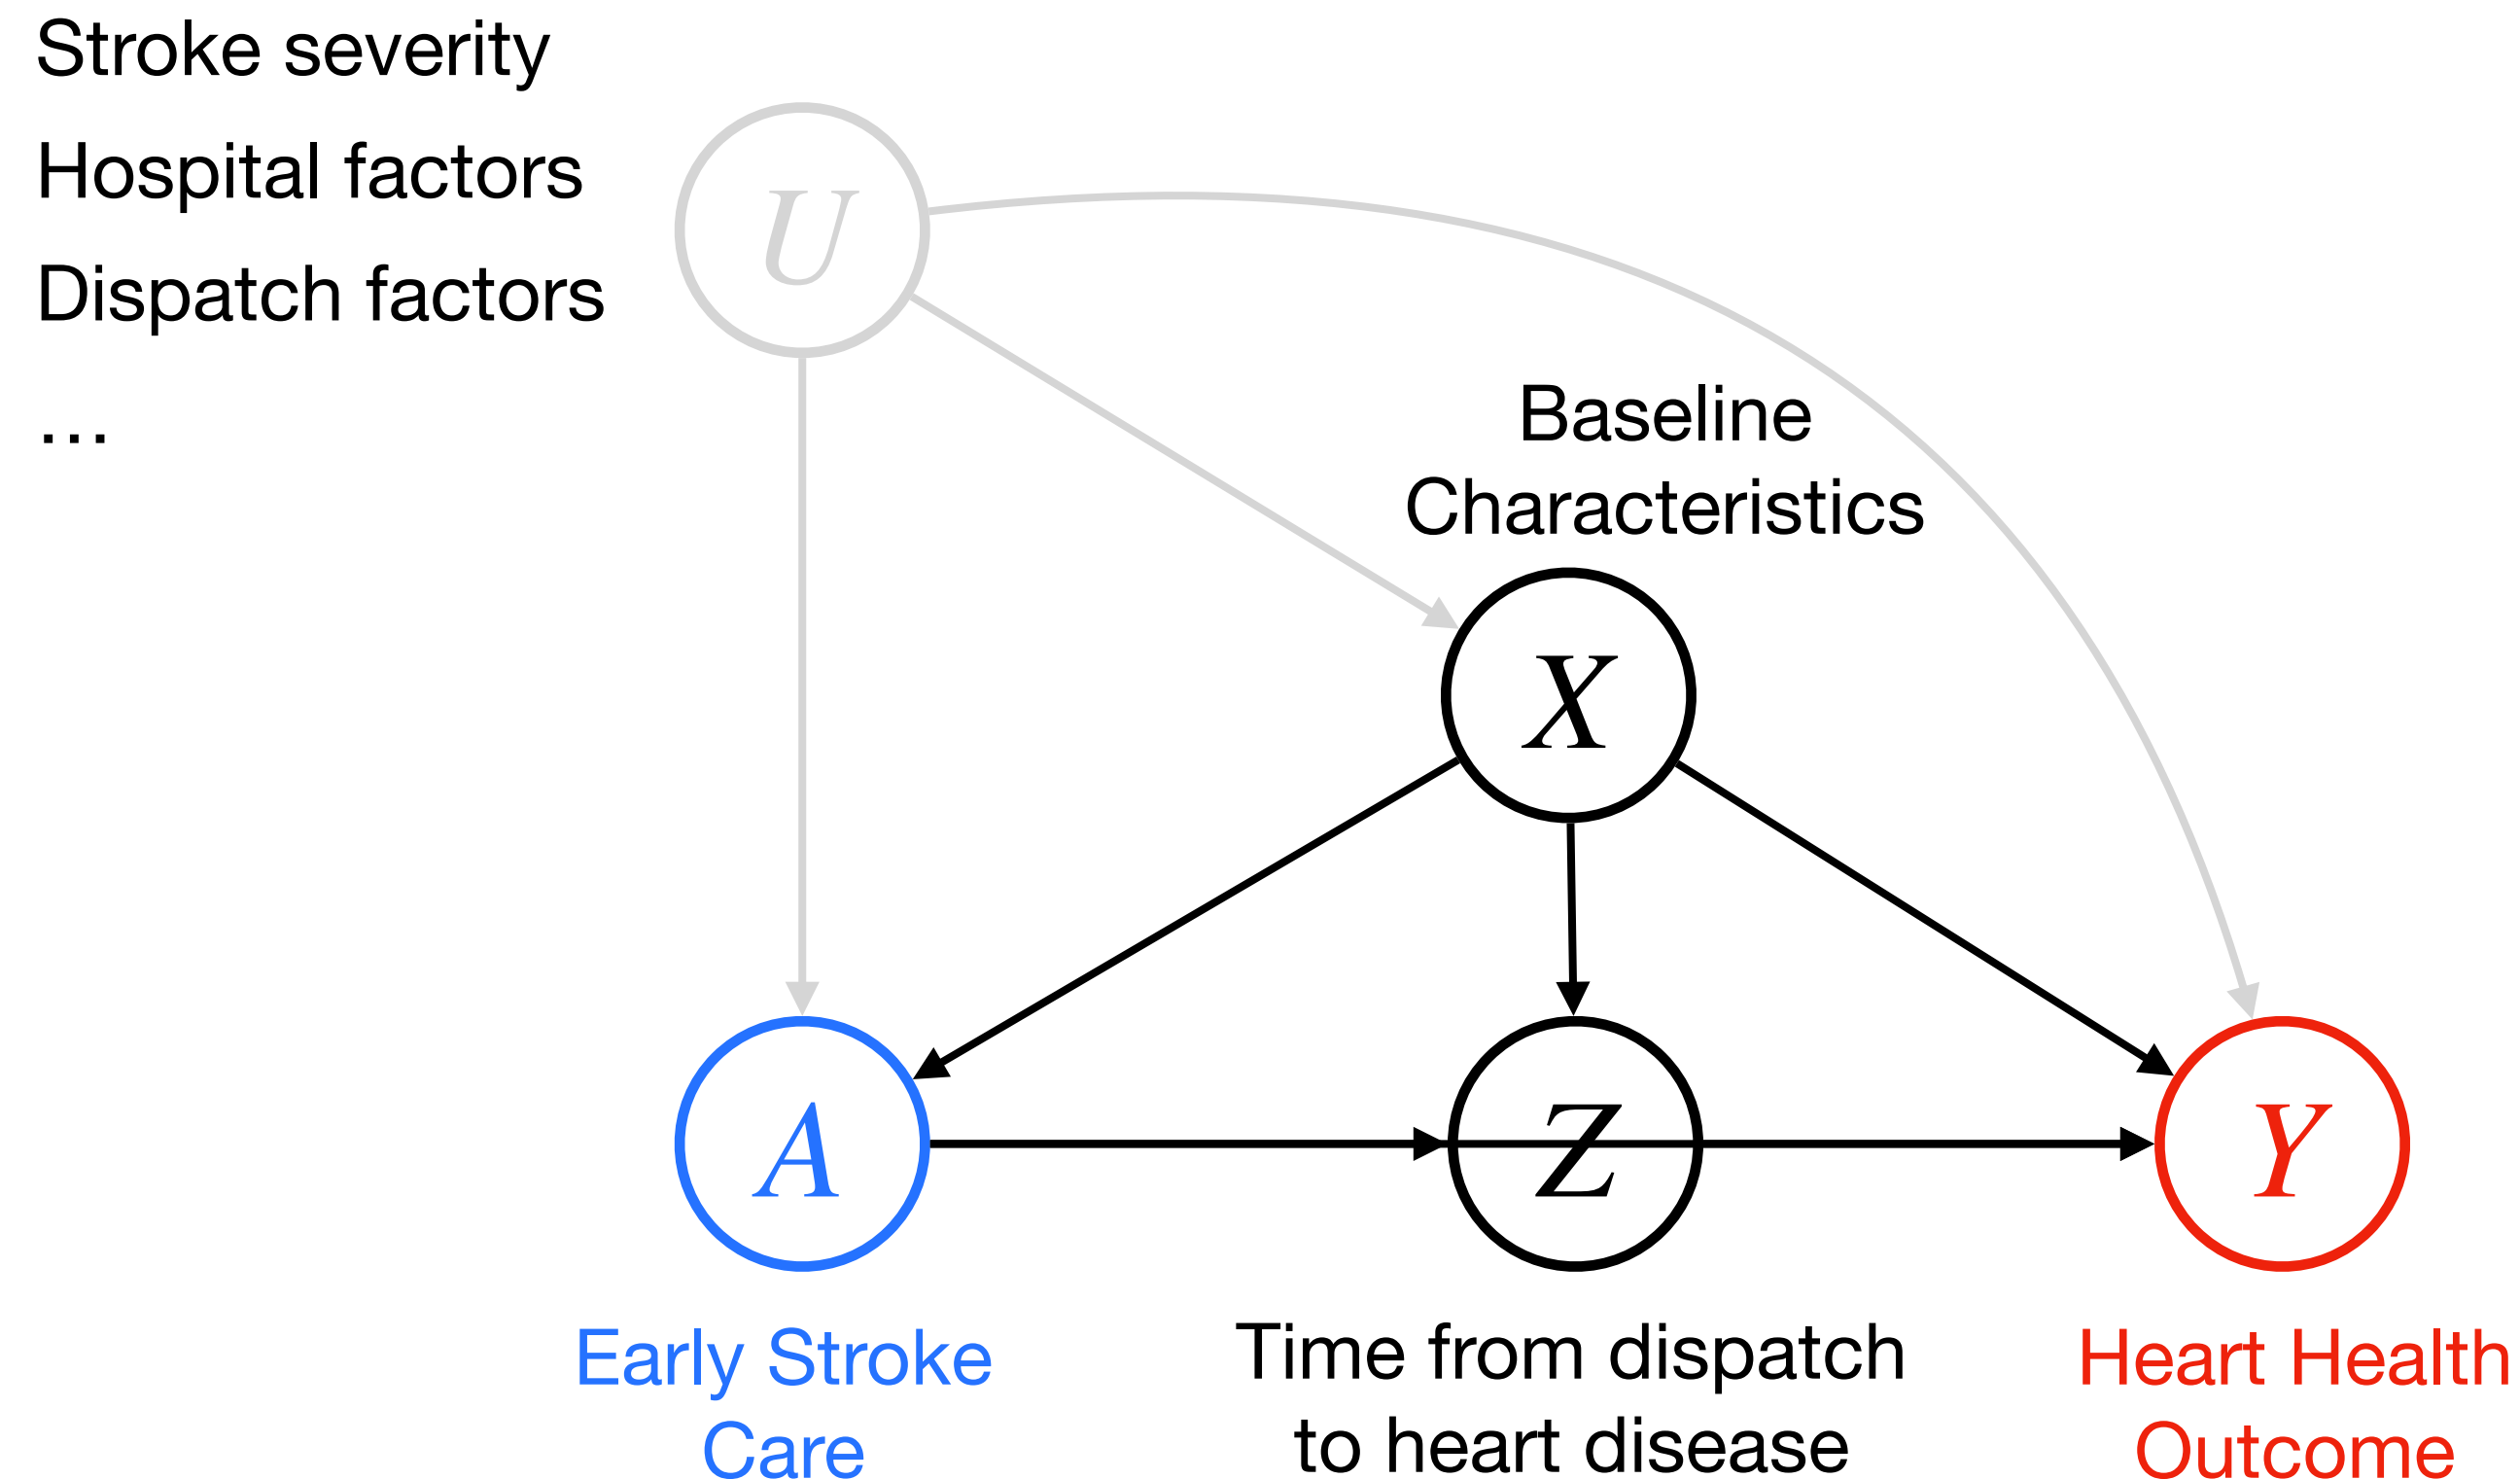 Stroke severity
Hospital factors
Dispatch factors
...
U
Baseline
Characteristics
X
A
Z
Y
Early Stroke
Care
Time from dispatch
to heart disease
Heart Health
Outcome